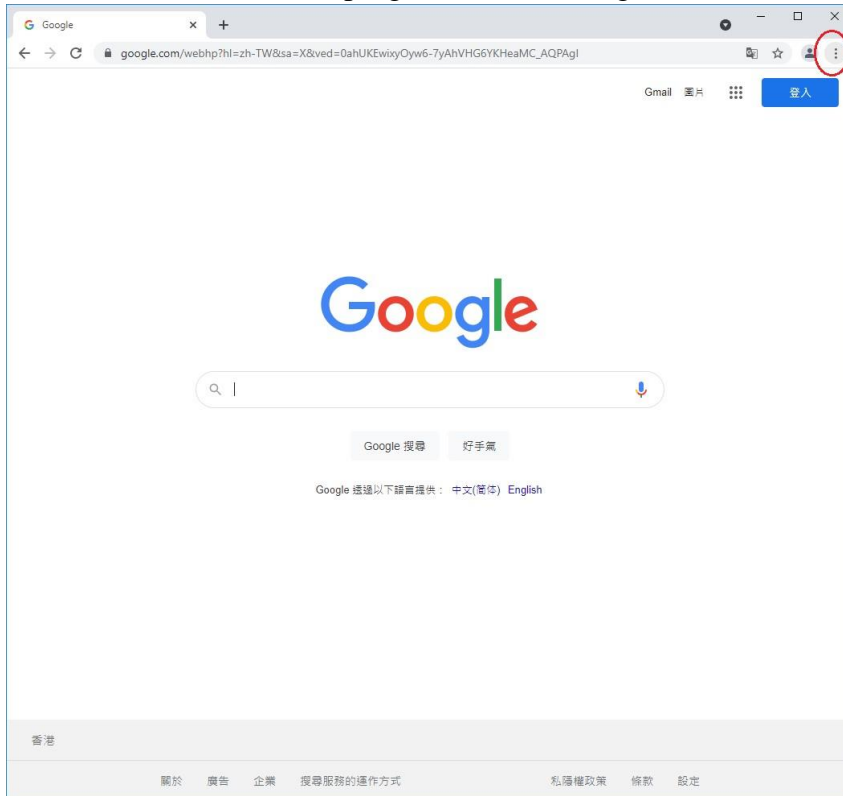 Google
google.com/webhp?hl=zh-TW&sa=X&ved=0ahUKEwixyOyw6-7yAhVHG6YKHeaMC_AQPAgI
Gmail 圖片 登入
Google
Google 搜尋 好手氣
Google 透過以下語言提供： 中文(简体) English
香港
關於 廣告 企業 搜尋服務的運作方式 私隱權政策 條款 設定